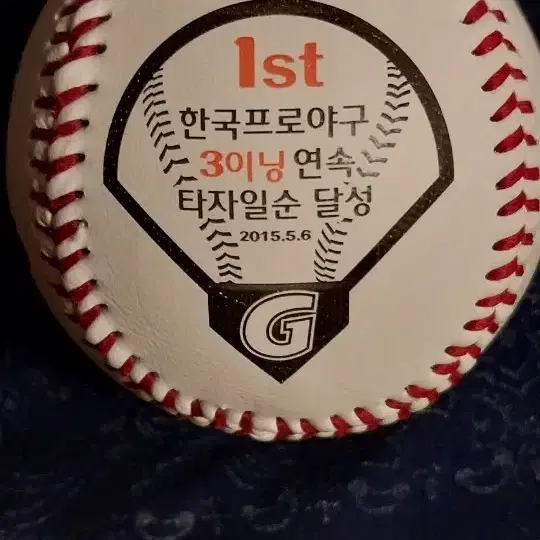 1st
한국프로야구
3이닝 연속
타자일순 달성
2015.5.6
G